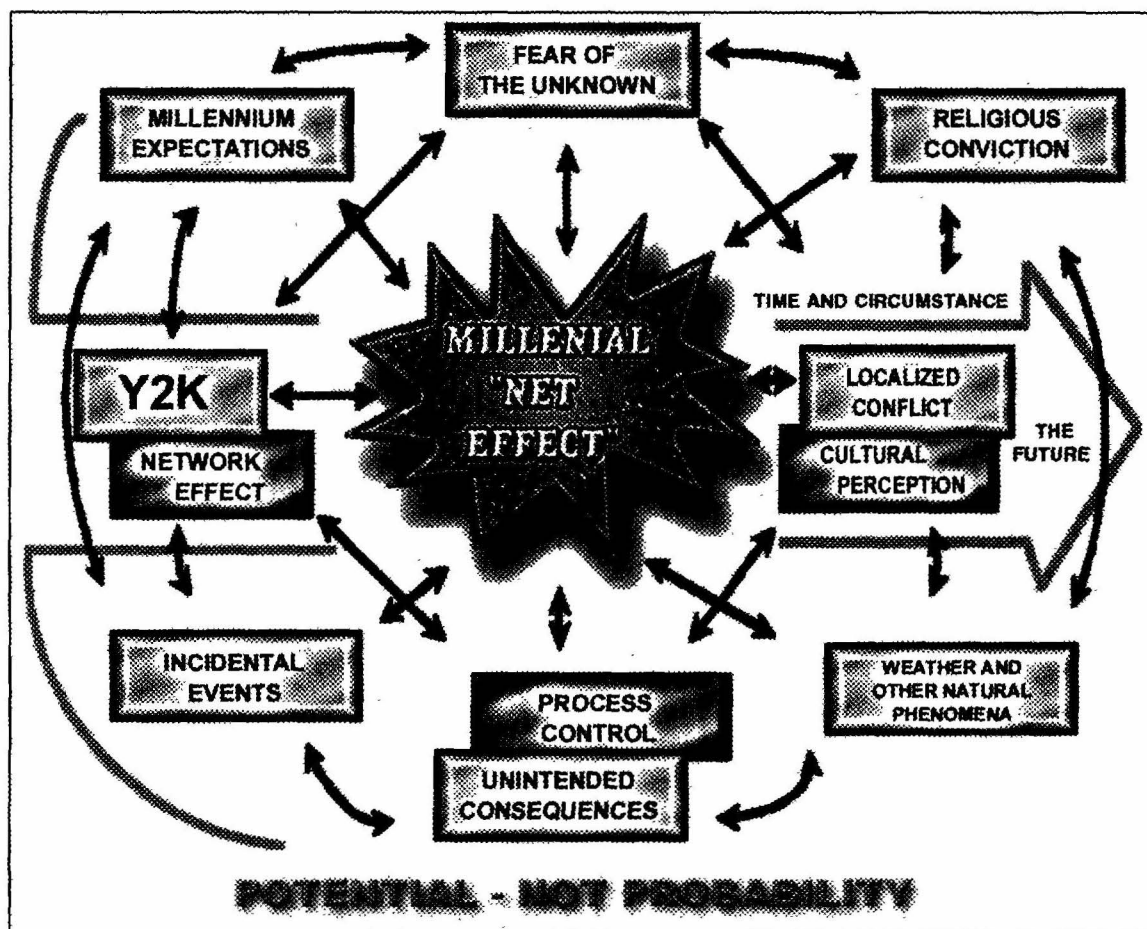 FEAR OF
THE UNKNOWN
MILLENNIUM
EXPECTATIONS
RELIGIOUS
CONVICTION
TIME AND CIRCUMSTANCE
MILLENIAL
"NET
EFFECT"
Y2K
NETWORK
EFFECT
LOCALIZED
CONFLICT
CULTURAL
PERCEPTION
THE
FUTURE
INCIDENTAL
EVENTS
PROCESS
CONTROL
UNINTENDED
CONSEQUENCES
WEATHER AND
OTHER NATURAL
PHENOMENA
POTENTIAL - NOT PROBABILITY